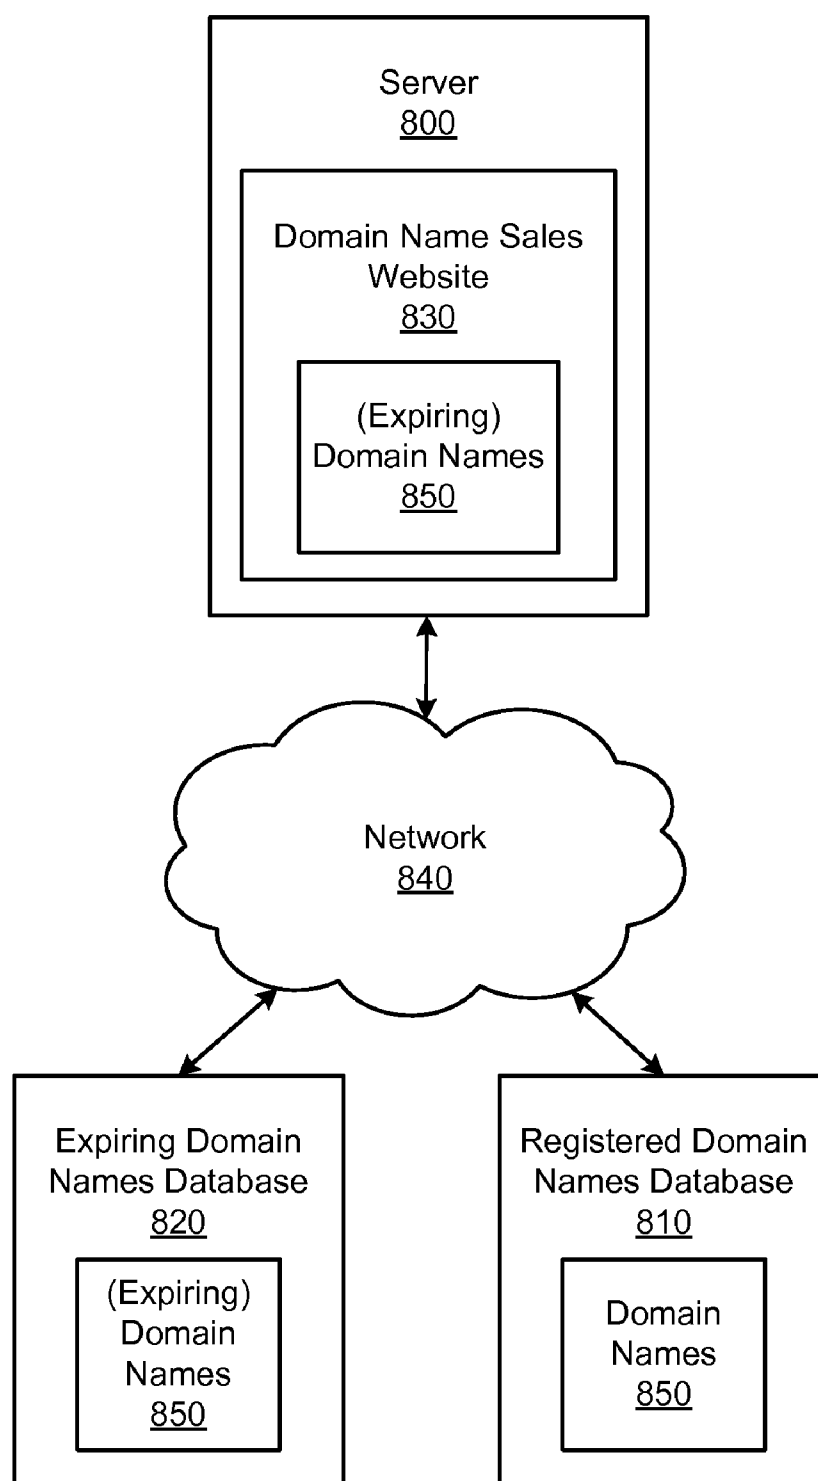 Server
800
Domain Name Sales
Website
830
(Expiring)
Domain Names
850
Network
840
Expiring Domain
Names Database
820
(Expiring)
Domain
Names
850
Registered Domain
Names Database
810
Domain
Names
850